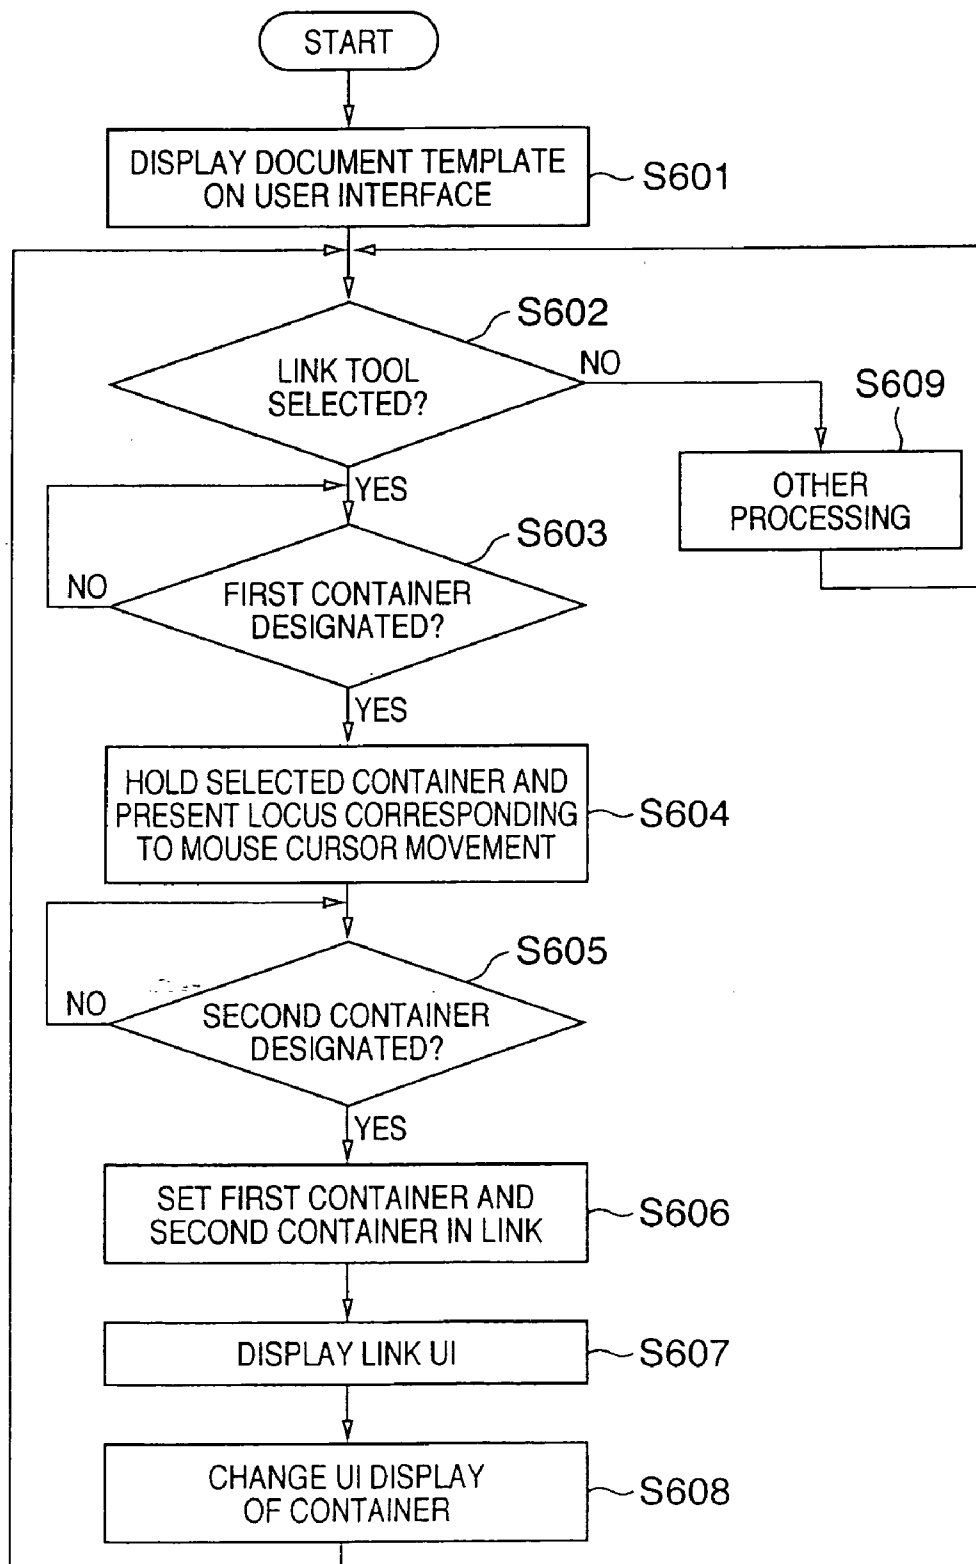 START
DISPLAY DOCUMENT TEMPLATE
ON USER INTERFACE
S601
S602
LINK TOOL
SELECTED?
NO
S609
OTHER
PROCESSING
YES
S603
FIRST CONTAINER
DESIGNATED?
NO
YES
HOLD SELECTED CONTAINER AND
PRESENT LOCUS CORRESPONDING
TO MOUSE CURSOR MOVEMENT
S604
S605
SECOND CONTAINER
DESIGNATED?
NO
YES
SET FIRST CONTAINER AND
SECOND CONTAINER IN LINK
S606
DISPLAY LINK UI
S607
CHANGE UI DISPLAY
OF CONTAINER
S608